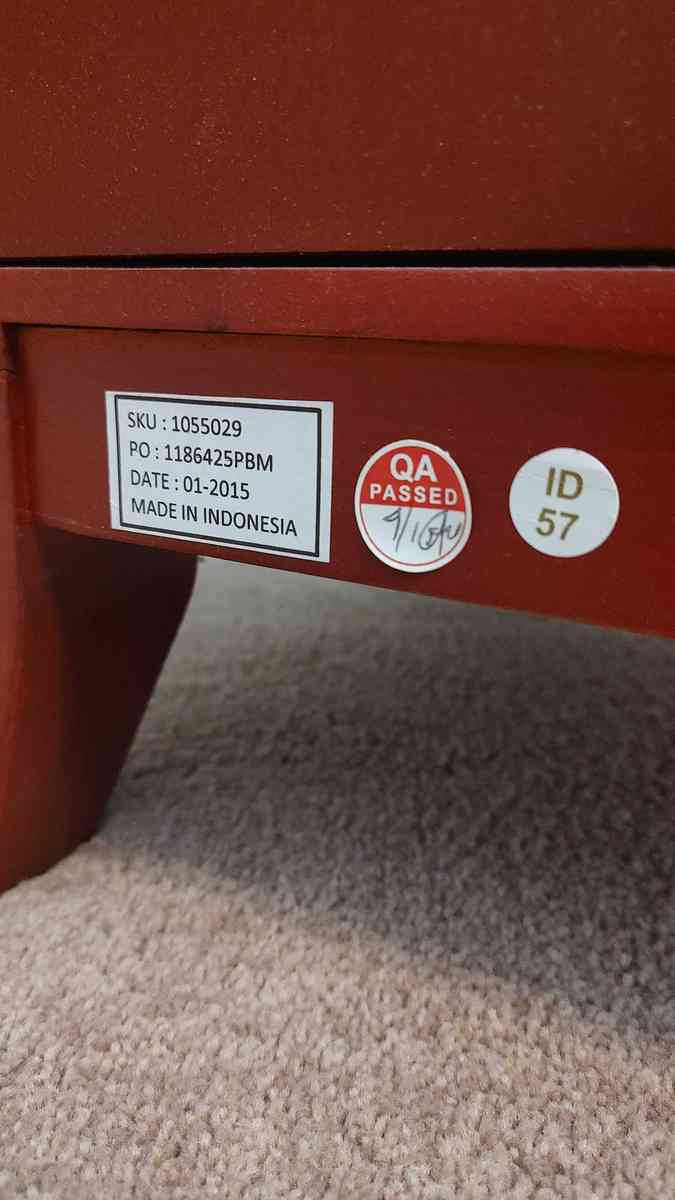 SKU : 1055029
PO : 1186425PBM
DATE : 01-2015
MADE IN INDONESIA
QA
PASSED
ID
57